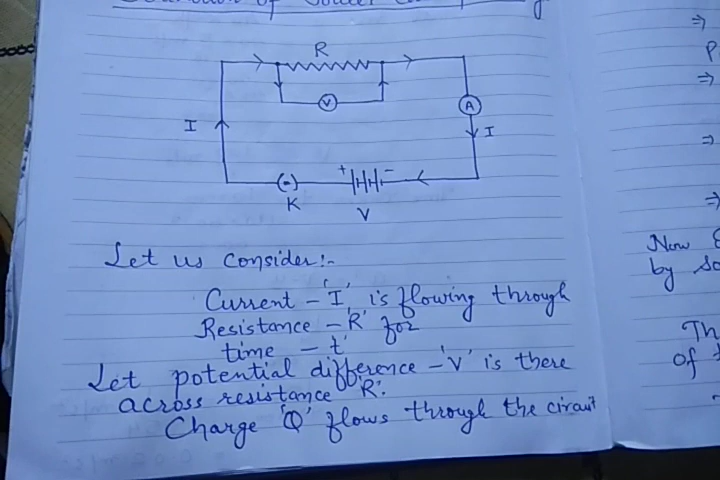 of
R
V
A
I
I
+
-
K
V
Let us consider:-
Current - 'I' is flowing through
Resistance - 'R' for
time - t'
Let potential difference - 'V' is there
across resistance 'R'.
Charge 'Q' flows through the circuit
⇒
P
⇒
⇒
⇒
Now
by
Th
of